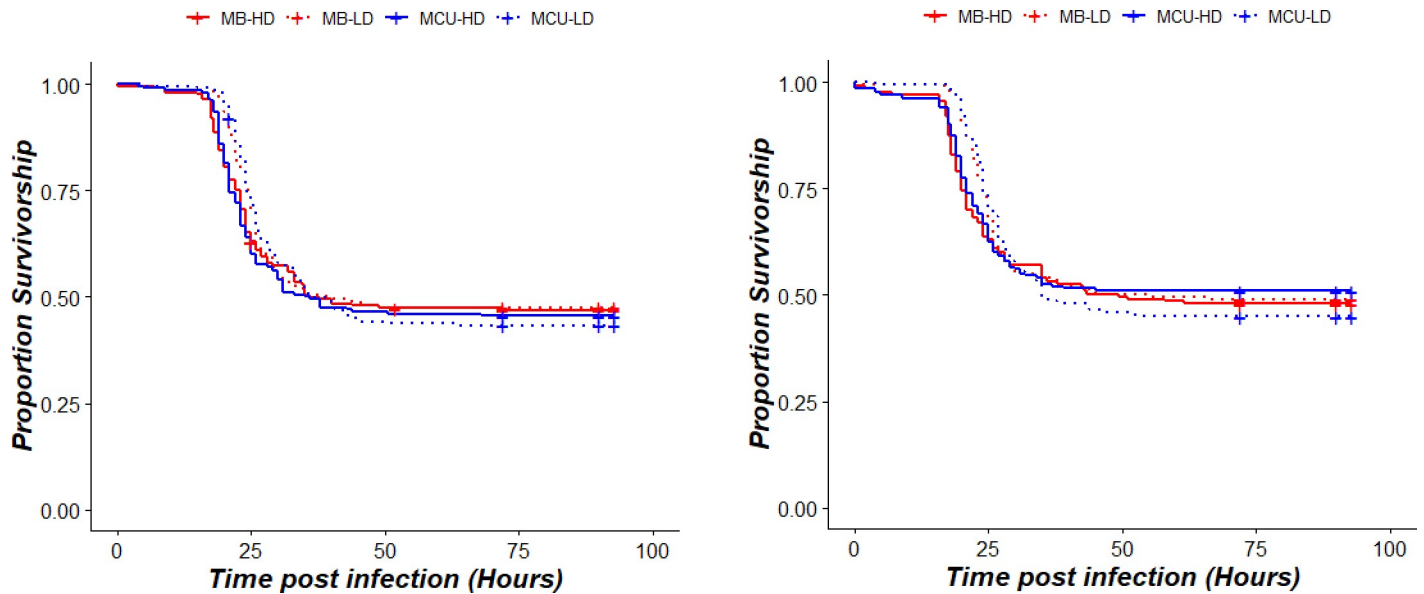 MB-HD MB-LD MCU-HD MCU-LD
1.00
0.75
0.50
0.25
0.00
Proportion Survivorship
0 25 50 75 100
Time post infection (Hours)
MB-HD MB-LD MCU-HD MCU-LD
1.00
0.75
0.50
0.25
0.00
Proportion Survivorship
0 25 50 75 100
Time post infection (Hours)